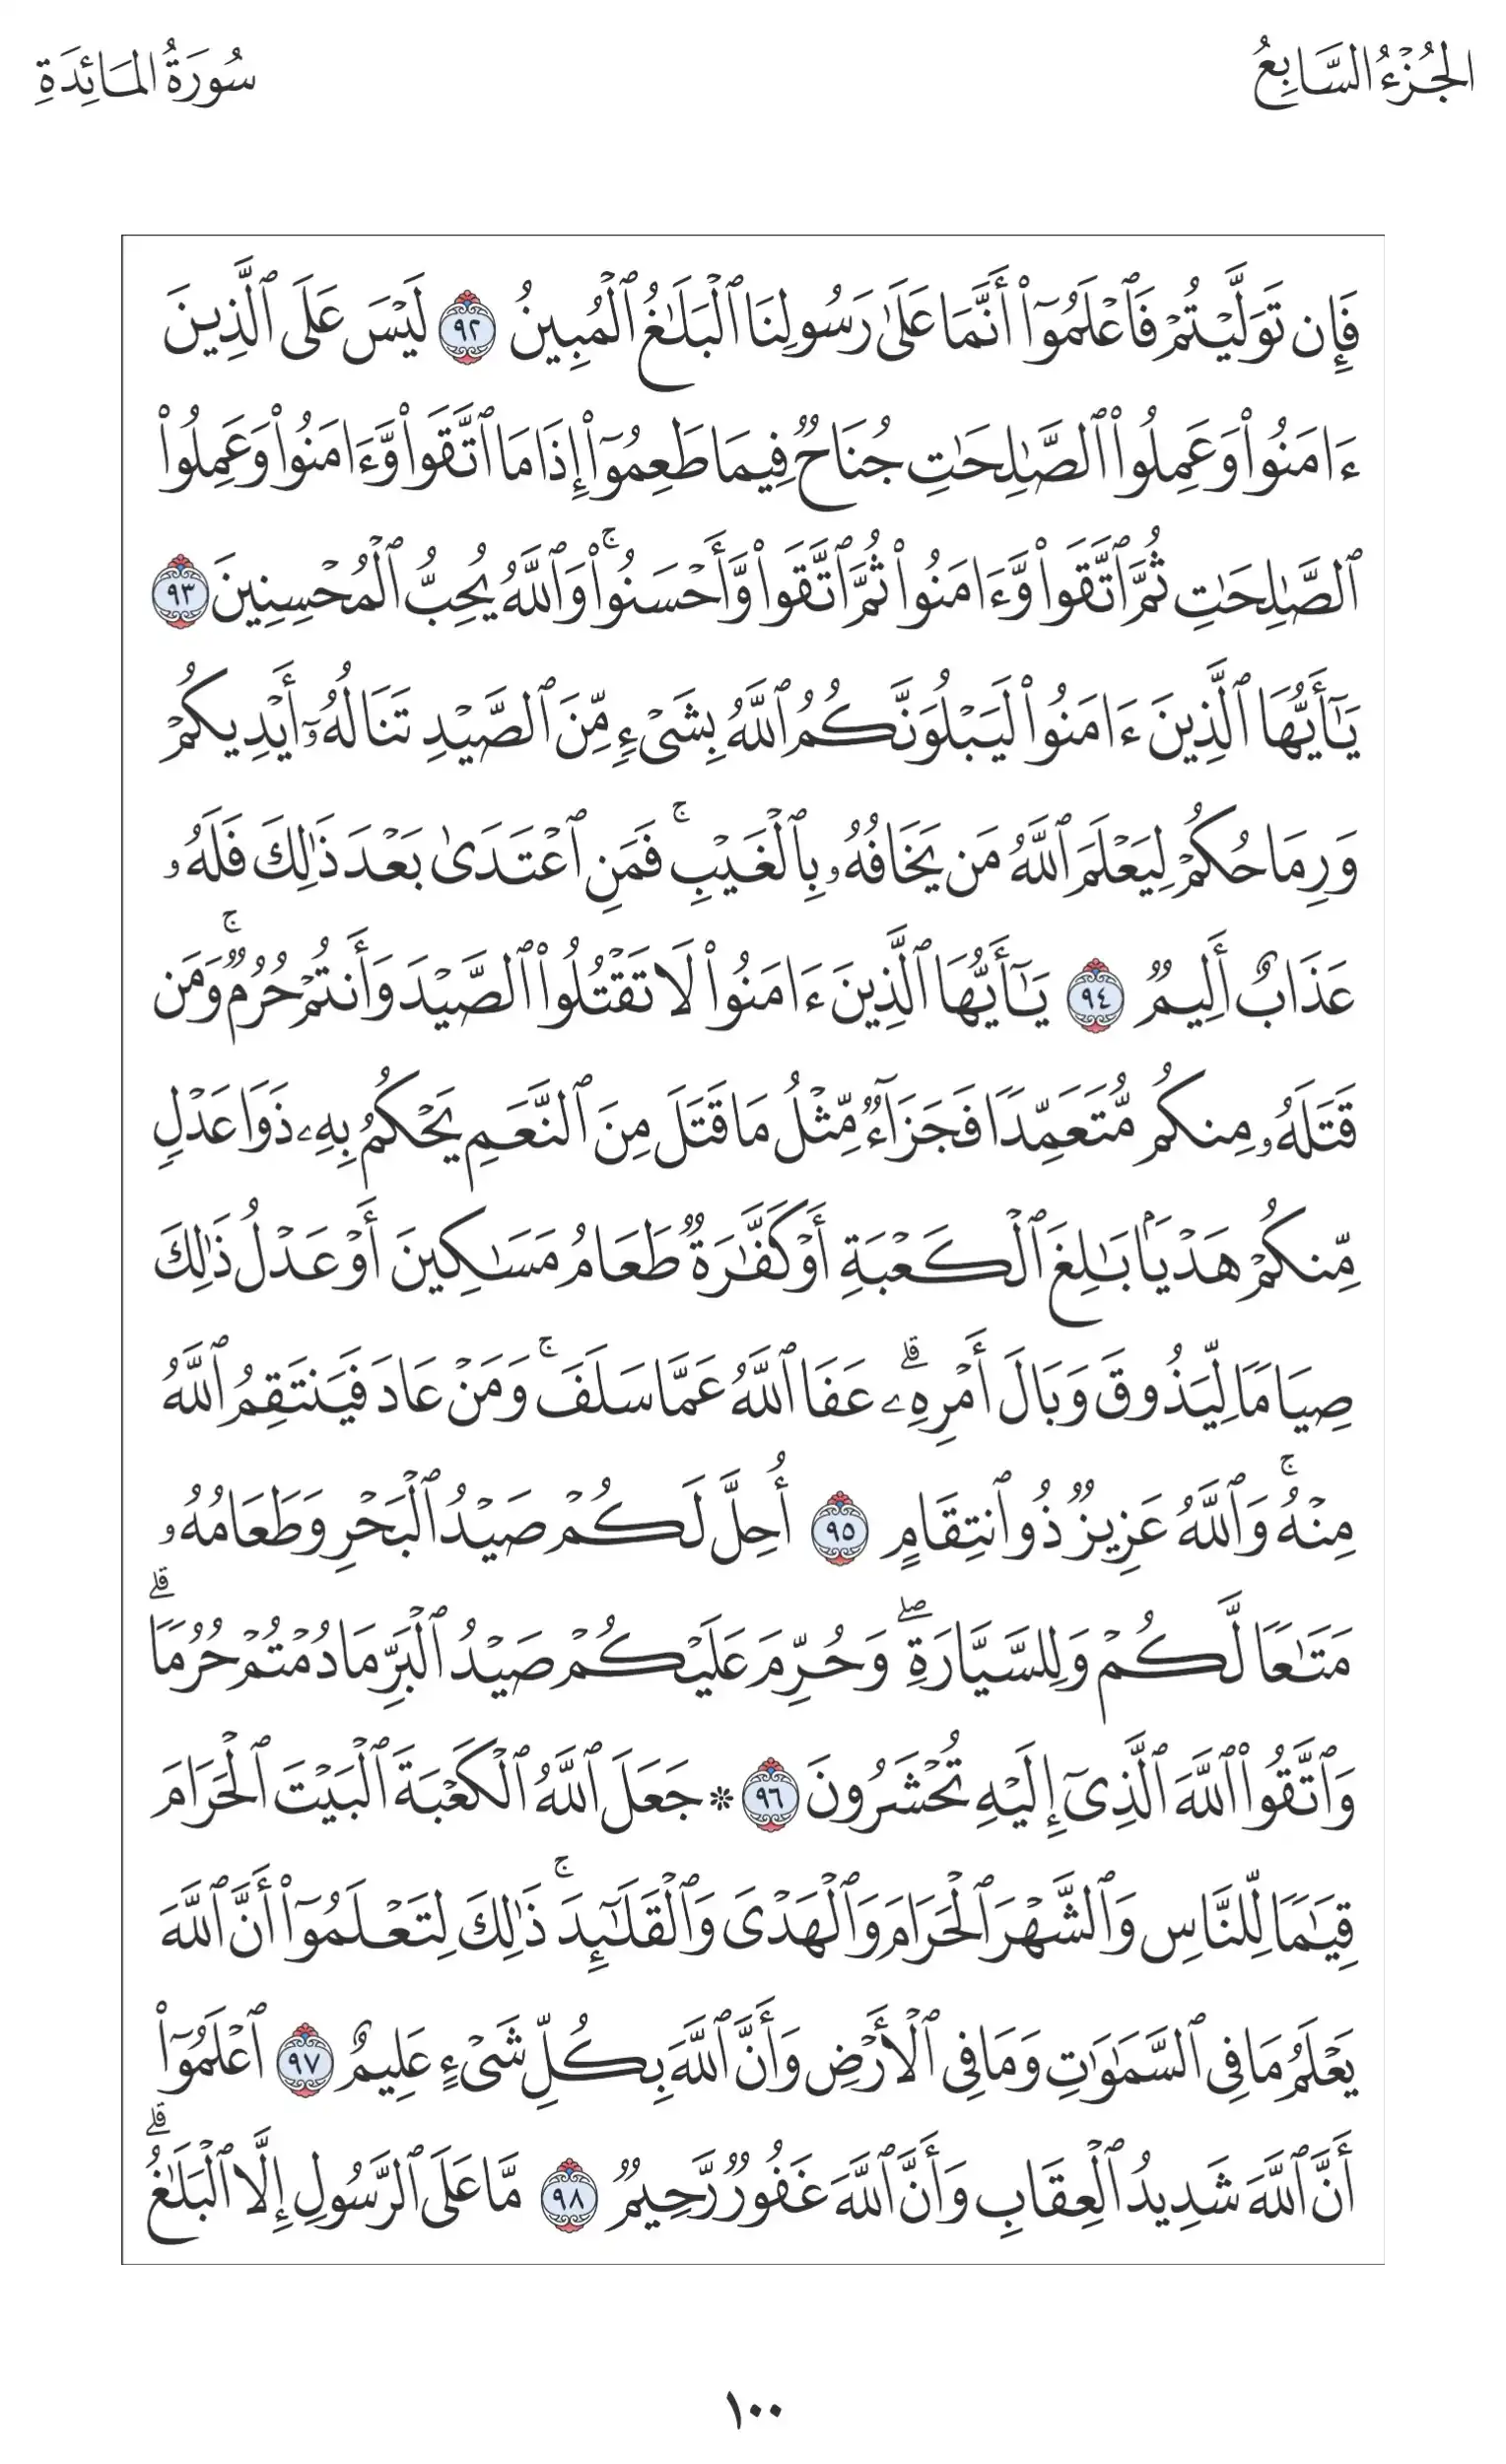 الجُزْءُ السَّابِعُ
سُورَةُ المَائِدَةِ
فَإِن تَوَلَّيْتُمْ فَٱعْلَمُوٓا۟ أَنَّمَا عَلَىٰ رَسُولِنَا ٱلْبَلَـٰغُ ٱلْمُبِينُ ٩٢ لَيْسَ عَلَى ٱلَّذِينَ
ءَامَنُوا۟ وَعَمِلُوا۟ ٱلصَّـٰلِحَـٰتِ جُنَاحٌ فِيمَا طَعِمُوٓا۟ إِذَا مَا ٱتَّقَوا۟ وَّءَامَنُوا۟ وَعَمِلُوا۟
ٱلصَّـٰلِحَـٰتِ ثُمَّ ٱتَّقَوا۟ وَّءَامَنُوا۟ ثُمَّ ٱتَّقَوا۟ وَّأَحْسَنُوا۟ ۚ وَٱللَّهُ يُحِبُّ ٱلْمُحْسِنِينَ ٩٣
يَـٰٓأَيُّهَا ٱلَّذِينَ ءَامَنُوا۟ لَيَبْلُوَنَّكُمُ ٱللَّهُ بِشَىْءٍ مِّنَ ٱلصَّيْدِ تَنَالُهُۥٓ أَيْدِيكُمْ
وَرِمَاحُكُمْ لِيَعْلَمَ ٱللَّهُ مَن يَخَافُهُۥ بِٱلْغَيْبِ ۚ فَمَنِ ٱعْتَدَىٰ بَعْدَ ذَٰلِكَ فَلَهُۥ
عَذَابٌ أَلِيمٌ ٩٤ يَـٰٓأَيُّهَا ٱلَّذِينَ ءَامَنُوا۟ لَا تَقْتُلُوا۟ ٱلصَّيْدَ وَأَنتُمْ حُرُمٌ ۚ وَمَن
قَتَلَهُۥ مِنكُم مُّتَعَمِّدًا فَجَزَآءٌ مِّثْلُ مَا قَتَلَ مِنَ ٱلنَّعَمِ يَحْكُمُ بِهِۦ ذَوَا عَدْلٍ
مِّنكُمْ هَدْيًۢا بَـٰلِغَ ٱلْكَعْبَةِ أَوْ كَفَّـٰرَةٌ طَعَامُ مَسَـٰكِينَ أَوْ عَدْلُ ذَٰلِكَ
صِيَامًا لِّيَذُوقَ وَبَالَ أَمْرِهِۦ ۗ عَفَا ٱللَّهُ عَمَّا سَلَفَ ۚ وَمَنْ عَادَ فَيَنتَقِمُ ٱللَّهُ
مِنْهُ ۚ وَٱللَّهُ عَزِيزٌ ذُو ٱنتِقَامٍ ٩٥ أُحِلَّ لَكُمْ صَيْدُ ٱلْبَحْرِ وَطَعَامُهُۥ
مَتَـٰعًا لَّكُمْ وَلِلسَّيَّارَةِ ۖ وَحُرِّمَ عَلَيْكُمْ صَيْدُ ٱلْبَرِّ مَا دُمْتُمْ حُرُمًا ۗ
وَٱتَّقُوا۟ ٱللَّهَ ٱلَّذِىٓ إِلَيْهِ تُحْشَرُونَ ٩٦ * جَعَلَ ٱللَّهُ ٱلْكَعْبَةَ ٱلْبَيْتَ ٱلْحَرَامَ
قِيَـٰمًا لِّلنَّاسِ وَٱلشَّهْرَ ٱلْحَرَامَ وَٱلْهَدْىَ وَٱلْقَلَـٰٓئِدَ ۚ ذَٰلِكَ لِتَعْلَمُوٓا۟ أَنَّ ٱللَّهَ
يَعْلَمُ مَا فِى ٱلسَّمَـٰوَٰتِ وَمَا فِى ٱلْأَرْضِ وَأَنَّ ٱللَّهَ بِكُلِّ شَىْءٍ عَلِيمٌ ٩٧ ٱعْلَمُوٓا۟
أَنَّ ٱللَّهَ شَدِيدُ ٱلْعِقَابِ وَأَنَّ ٱللَّهَ غَفُورٌ رَّحِيمٌ ٩٨ مَّا عَلَى ٱلرَّسُولِ إِلَّا ٱلْبَلَـٰغُ ۗ
١٠٠